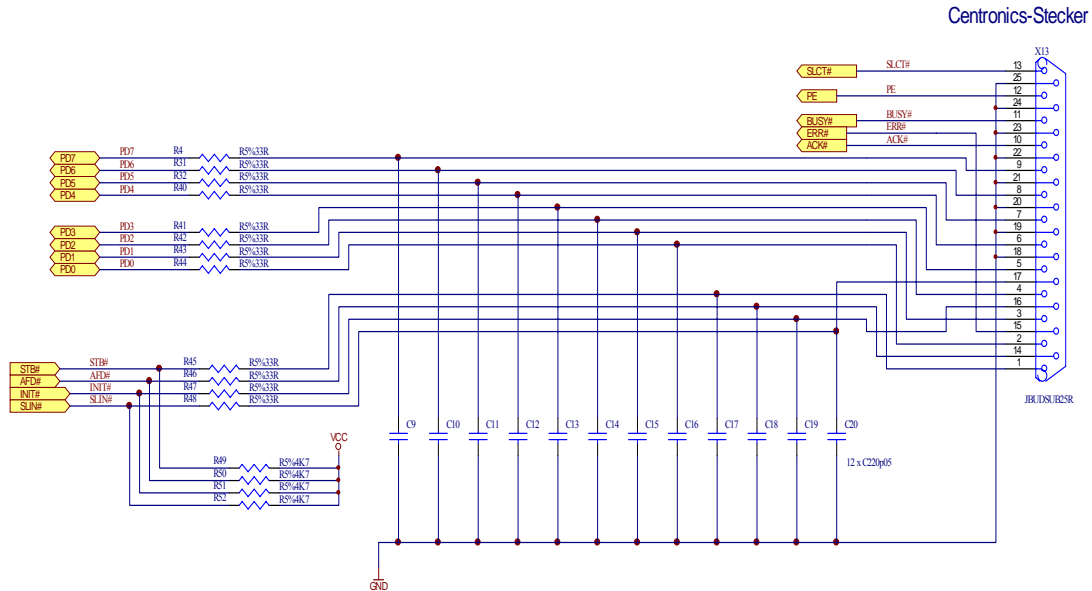 Centronics-Stecker
X13
SLCT# SLCT# 13
25
PE PE 12
24
BUSY# BUSY# 11
ERR# ERR# 23
ACK# ACK# 10
PD7 PD7 R4 R5%33R 22
PD6 PD6 R31 R5%33R 9
PD5 PD5 R32 R5%33R 21
PD4 PD4 R40 R5%33R 8
20
7
PD3 PD3 R41 R5%33R 19
PD2 PD2 R42 R5%33R 6
PD1 PD1 R43 R5%33R 18
PD0 PD0 R44 R5%33R 5
17
4
16
3
15
2
14
STB# STB# R45 R5%33R 1
AFD# AFD# R46 R5%33R
INIT# INIT# R47 R5%33R
SLIN# SLIN# R48 R5%33R
JBUDSUB25R
C9 C10 C11 C12 C13 C14 C15 C16 C17 C18 C19 C20
VCC
12 x C220p05
R49 R5%4K7
R50 R5%4K7
R51 R5%4K7
R52 R5%4K7
GND